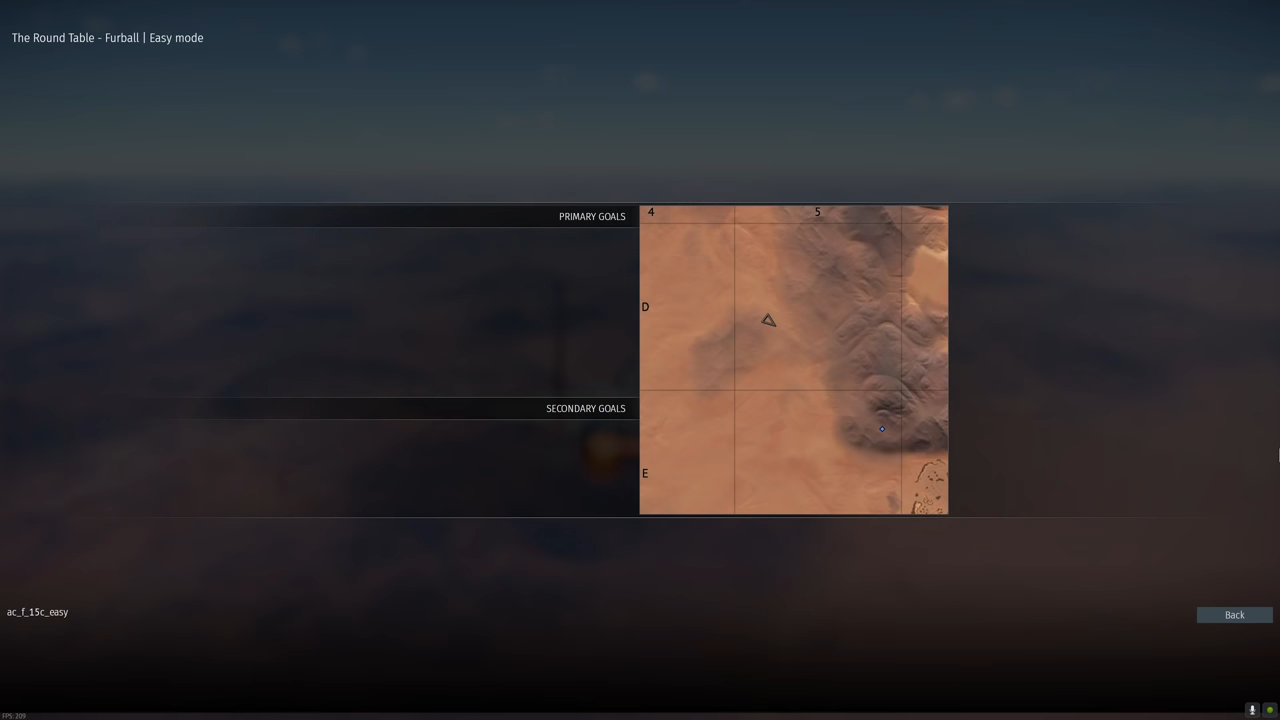 The Round Table - Furball | Easy mode
PRIMARY GOALS
4
5
D
SECONDARY GOALS
E
ac_f_15c_easy
Back
FPS: 209